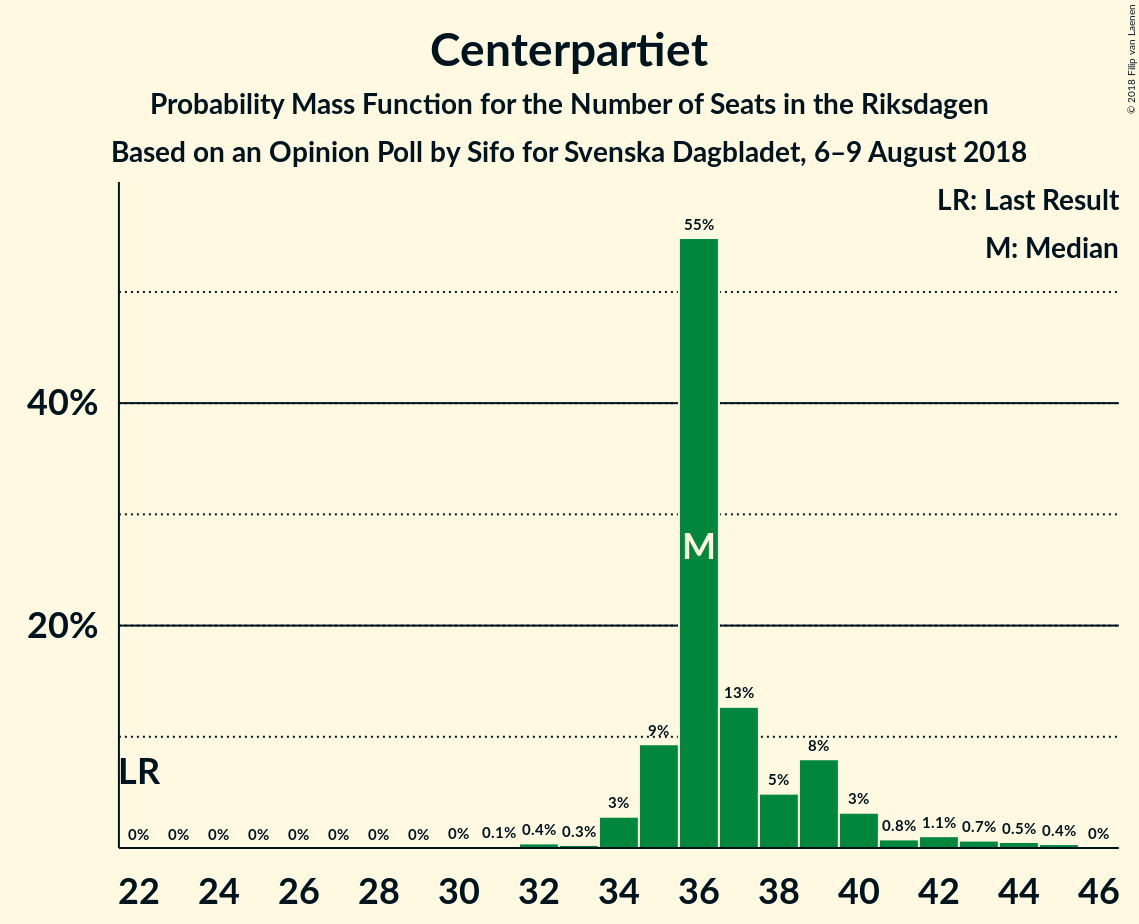 Centerpartiet
Probability Mass Function for the Number of Seats in the Riksdagen
Based on an Opinion Poll by Sifo for Svenska Dagbladet, 6–9 August 2018
© 2018 Filip van Laenen
LR: Last Result
M: Median
40%
20%
LR
M
0% 0% 0% 0% 0% 0% 0% 0% 0% 0.1% 0.4% 0.3% 3% 9% 55% 13% 5% 8% 3% 0.8% 1.1% 0.7% 0.5% 0.4% 0%
22 24 26 28 30 32 34 36 38 40 42 44 46